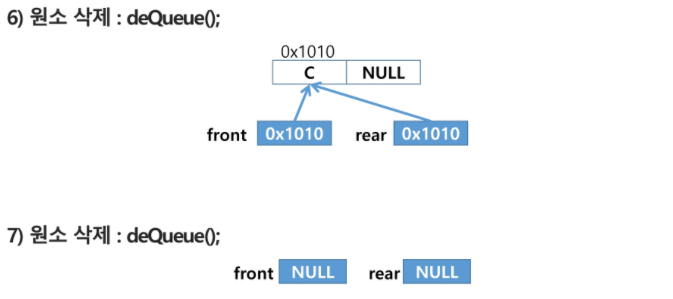 6) 원소 삭제 : deQueue();
0x1010
C NULL
front 0x1010 rear 0x1010
7) 원소 삭제 : deQueue();
front NULL rear NULL